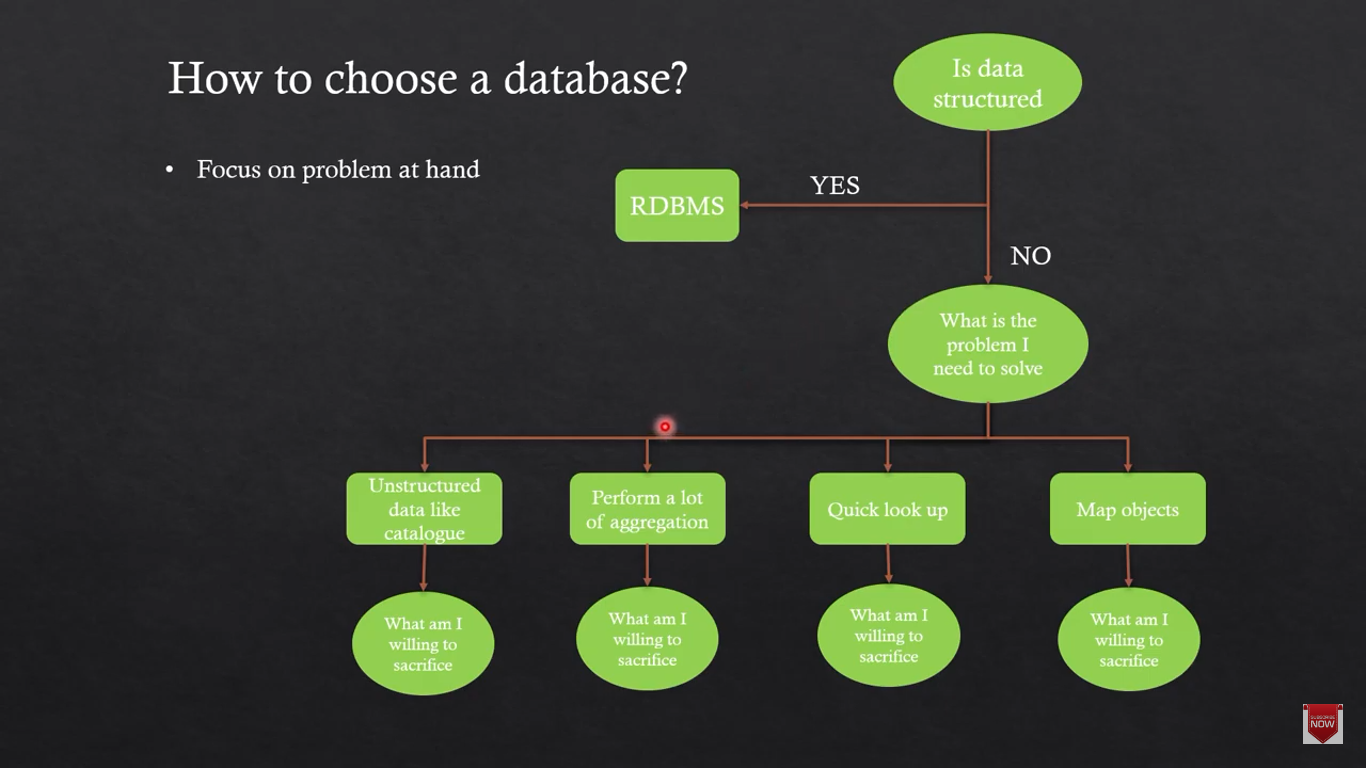 How to choose a database?
• Focus on problem at hand
Is data
structured
YES
RDBMS
NO
What is the
problem I
need to solve
Unstructured
data like
catalogue
Perform a lot
of aggregation
Quick look up
Map objects
What am I
willing to
sacrifice
What am I
willing to
sacrifice
What am I
willing to
sacrifice
What am I
willing to
sacrifice
SUBSCRIBE
NOW